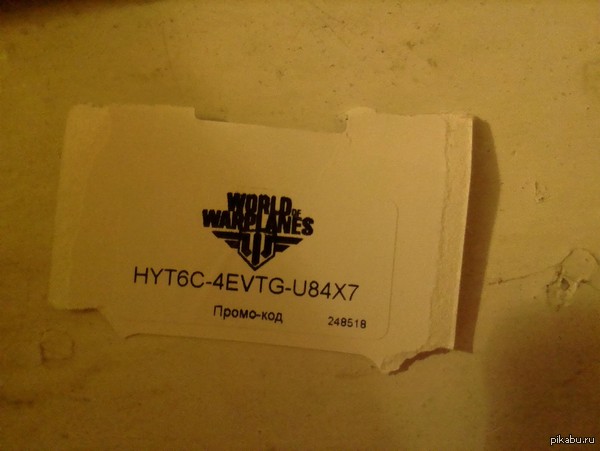 WORLD OF
WARPLANES
HYT6C-4EVTG-U84X7
Промо-код 248518
pikabu.ru